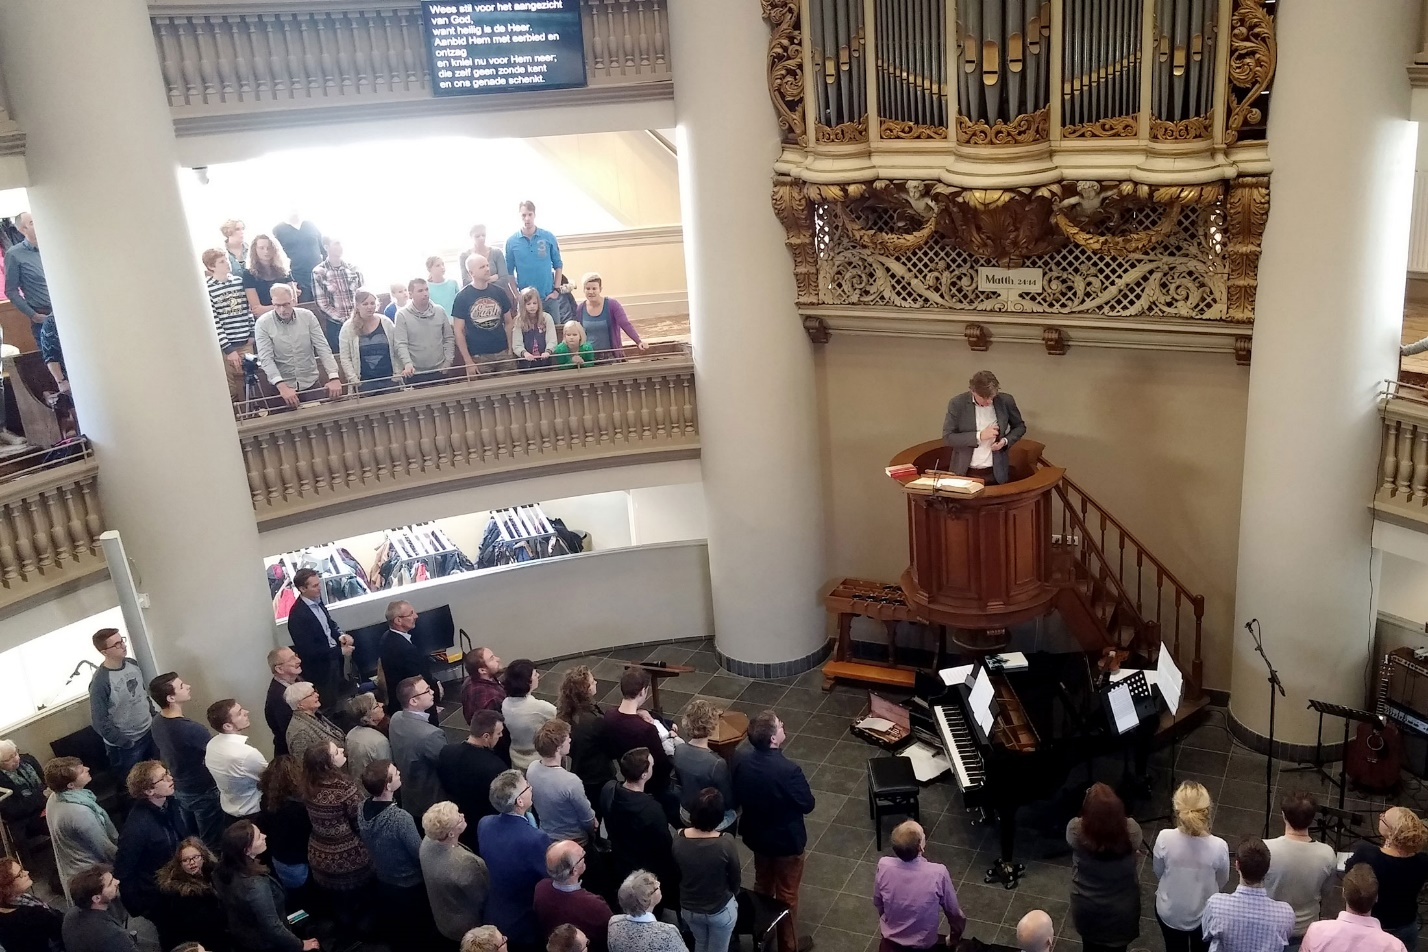 Wees stil voor het aangezicht
van God,
want heilig is de Heer.
Aanbid Hem met eerbied en
ontzag
en kniel nu voor Hem neer;
die zelf geen zonde kent
en ons genade schenkt.
Matth. 24:14